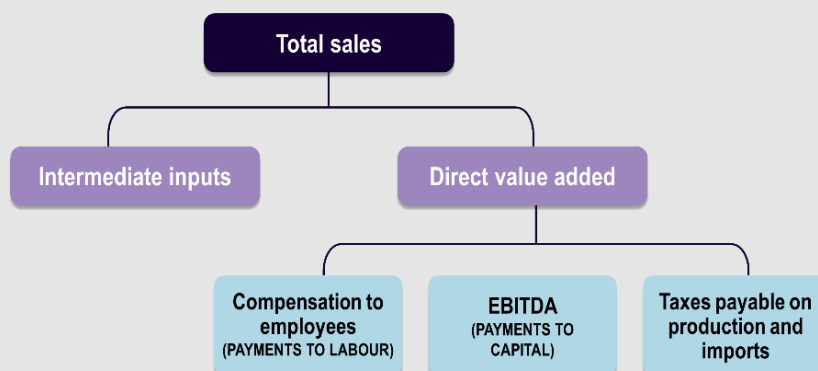 Total sales
Intermediate inputs
Direct value added
Compensation to
employees
(PAYMENTS TO LABOUR)
EBITDA
(PAYMENTS TO
CAPITAL)
Taxes payable on
production and
imports